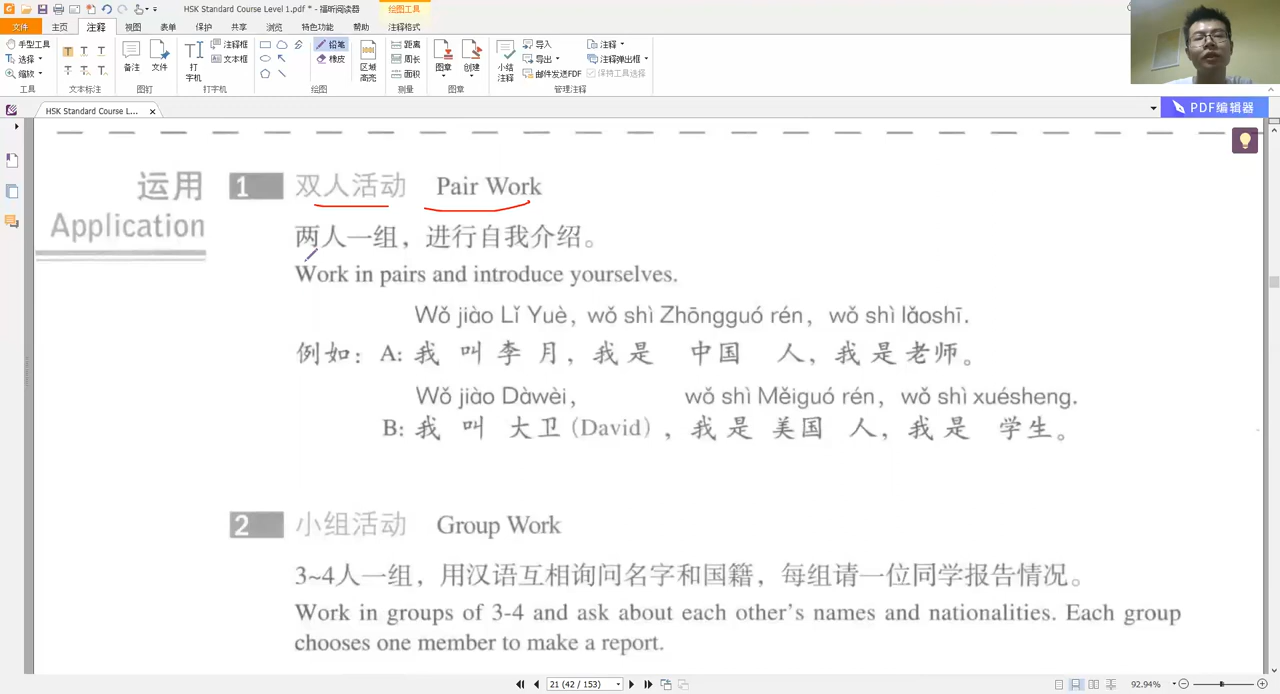 HSK Standard Course Level 1.pdf * - 福昕阅读器
绘图工具
文件 主页 注释 视图 表单 保护 共享 浏览 特色功能 帮助 注释格式
手型工具
选择
缩放
工具
T T T
T T T
文本标注
备注
文件
图钉
打字机
注释框
文本框
打字机
铅笔
橡皮
绘图
区域高亮
距离
周长
面积
测量
图章
创建
图章
小结注释
导入
导出
邮件发送FDF
注释
注释弹出框
保持工具选择
管理注释
HSK Standard Course L...
PDF编辑器
运用
Application
1 双人活动 Pair Work
两人一组，进行自我介绍。
Work in pairs and introduce yourselves.
Wǒ jiào Lǐ Yuè, wǒ shì Zhōngguó rén, wǒ shì lǎoshī.
例如：A: 我 叫 李 月，我 是 中国 人，我 是 老师。
Wǒ jiào Dàwèi, wǒ shì Měiguó rén, wǒ shì xuésheng.
B: 我 叫 大卫（David），我 是 美国 人，我 是 学生。
2 小组活动 Group Work
3~4人一组，用汉语互相询问名字和国籍，每组请一位同学报告情况。
Work in groups of 3-4 and ask about each other's names and nationalities. Each group
chooses one member to make a report.
21 (42 / 153)
92.94%